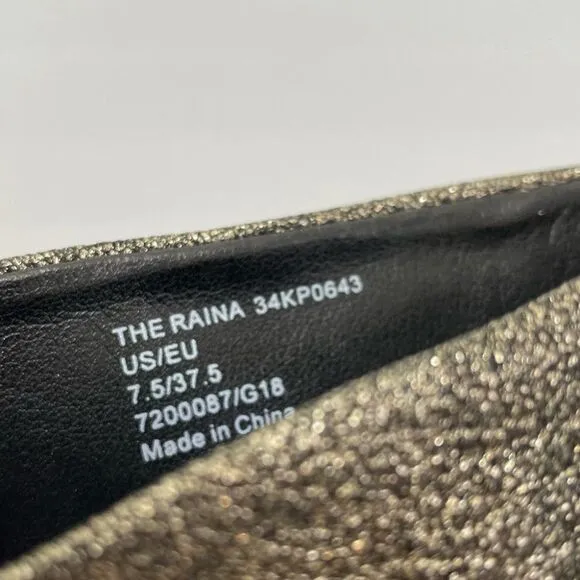 THE RAINA 34KP0643
US/EU
7.5/37.5
7200087/G18
Made in China